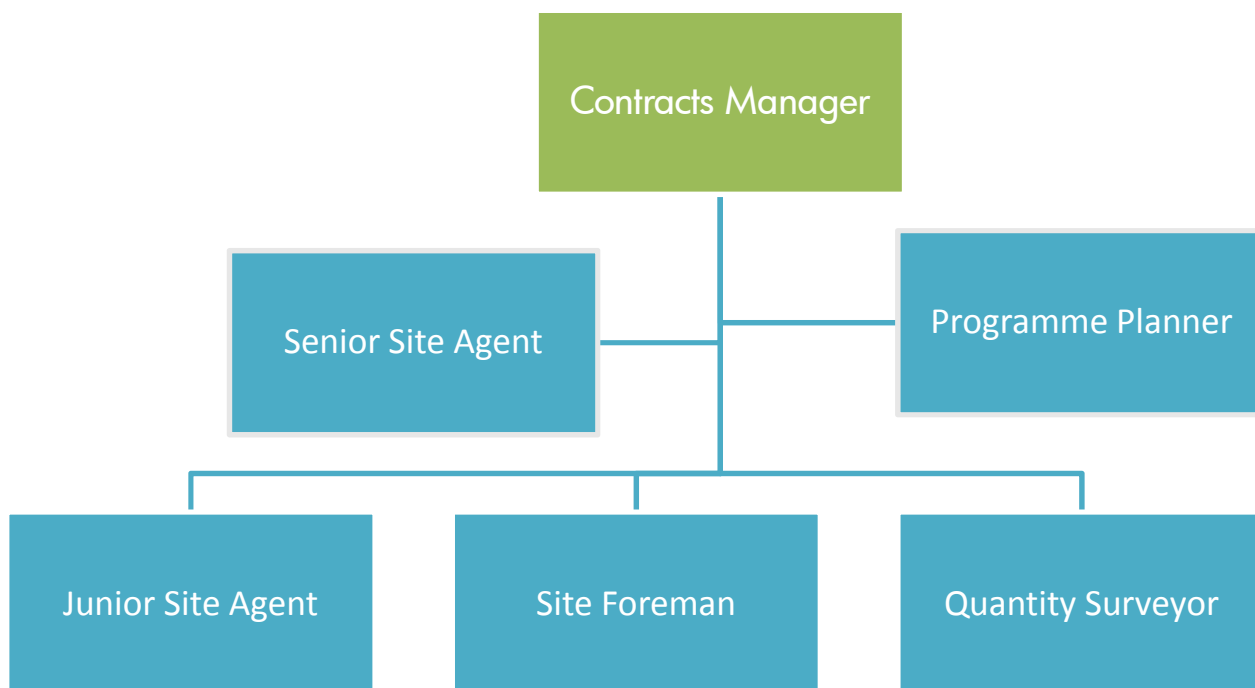 Contracts Manager
Senior Site Agent
Programme Planner
Junior Site Agent
Site Foreman
Quantity Surveyor